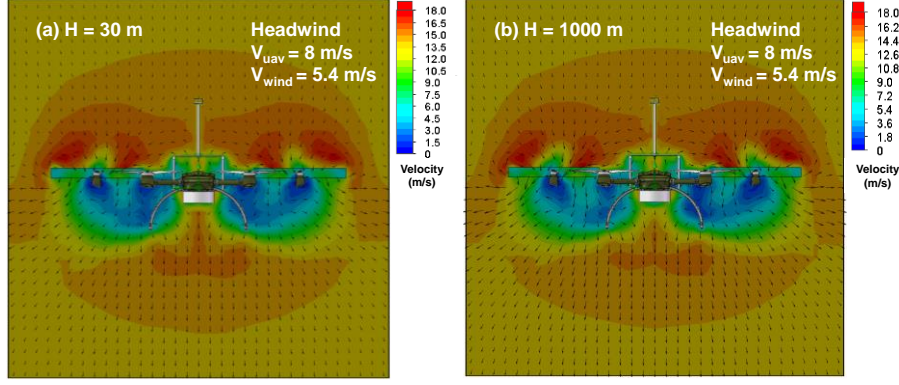 (a) H = 30 m
Headwind
Vuav = 8 m/s
Vwind = 5.4 m/s
18.0
16.5
15.0
13.5
12.0
10.5
9.0
7.5
6.0
4.5
3.0
1.5
0
Velocity
(m/s)
(b) H = 1000 m
Headwind
Vuav = 8 m/s
Vwind = 5.4 m/s
18.0
16.0
14.2
12.4
10.6
8.9
7.2
5.4
3.6
1.8
0
Velocity
(m/s)